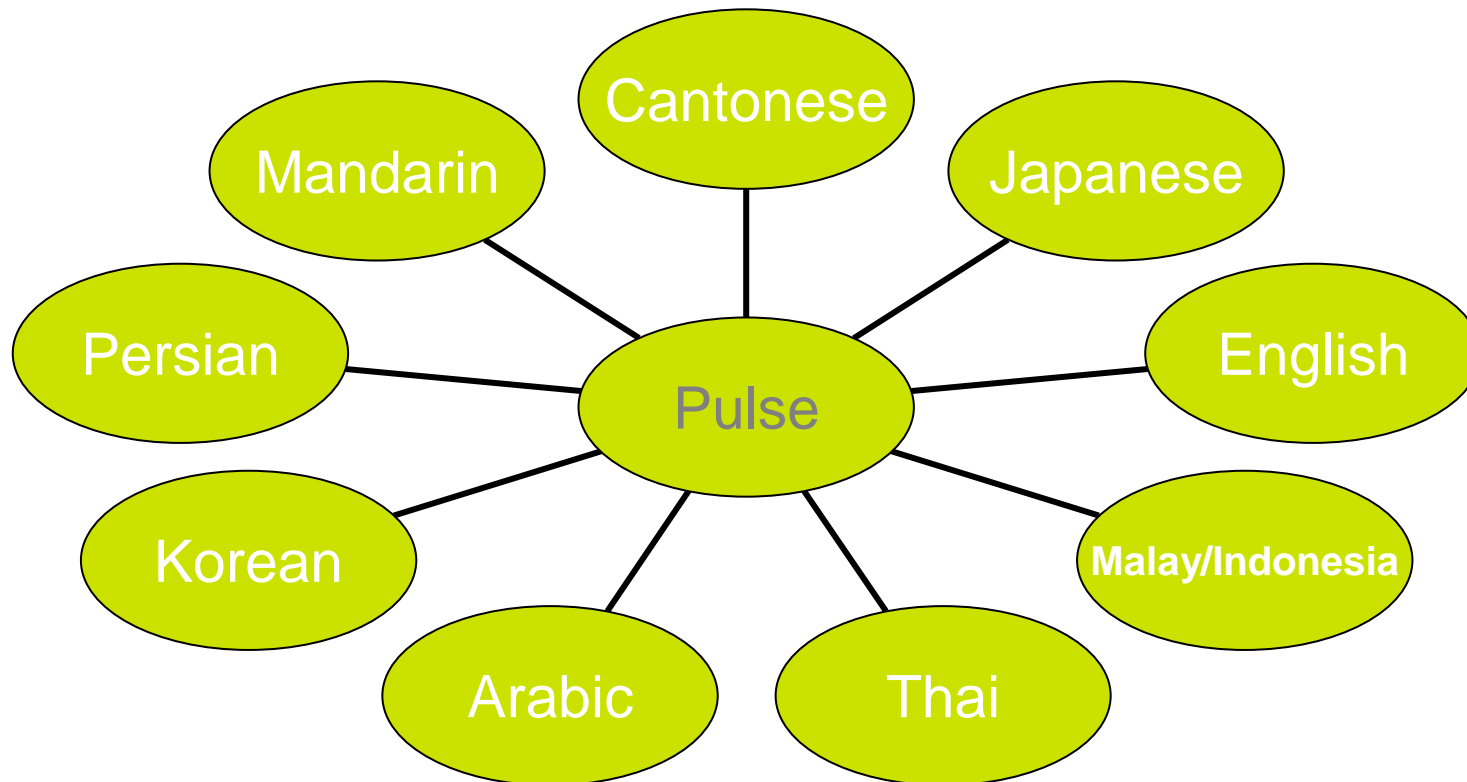 Cantonese
Mandarin
Japanese
Persian
English
Pulse
Korean
Malay/Indonesia
Arabic
Thai